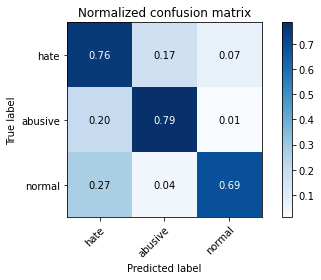 Normalized confusion matrix
True label
hate 0.76 0.17 0.07
abusive 0.20 0.79 0.01
normal 0.27 0.04 0.69
hate abusive normal
Predicted label
0.7
0.6
0.5
0.4
0.3
0.2
0.1